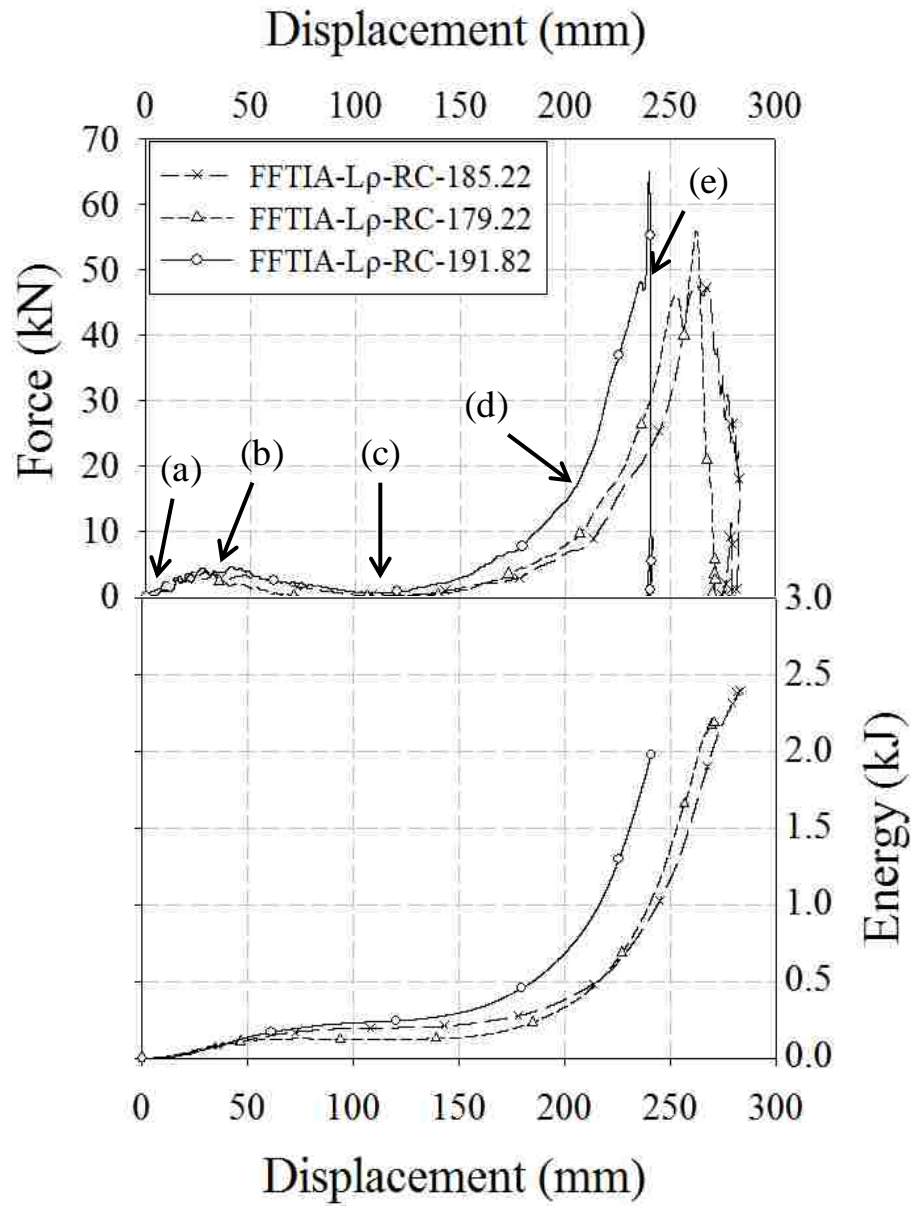 Displacement (mm)
0 50 100 150 200 250 300
70
60
50
40
30
20
10
0
Force (kN)
FFTIA-Lρ-RC-185.22
FFTIA-Lρ-RC-179.22
FFTIA-Lρ-RC-191.82
(a)
(b)
(c)
(d)
(e)
3.0
2.5
2.0
1.5
1.0
0.5
0.0
Energy (kJ)
0 50 100 150 200 250 300
Displacement (mm)